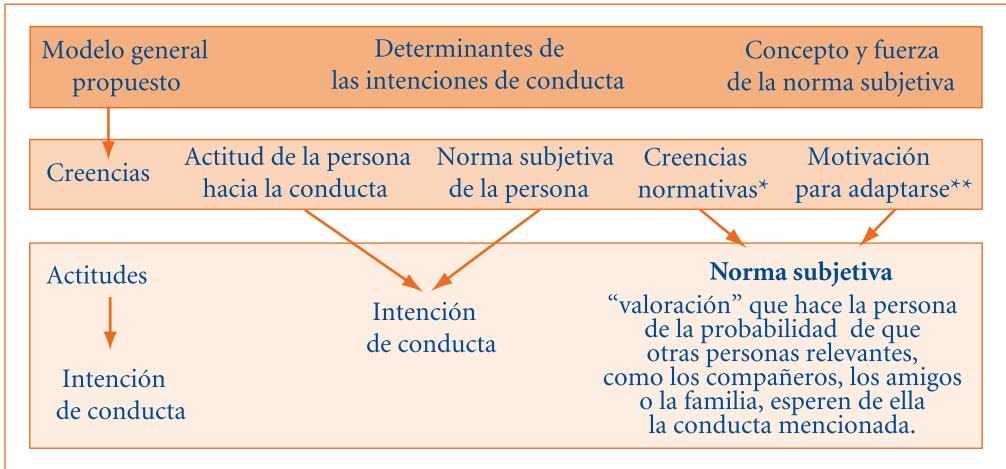 Modelo general
propuesto
Determinantes de
las intenciones de conducta
Concepto y fuerza
de la norma subjetiva
Creencias
Actitud de la persona
hacia la conducta
Norma subjetiva
de la persona
Creencias
normativas*
Motivación
para adaptarse**
Actitudes
Intención
de conducta
Intención
de conducta
Norma subjetiva
“valoración” que hace la persona
de la probabilidad de que
otras personas relevantes,
como los compañeros, los amigos
o la familia, esperen de ella
la conducta mencionada.